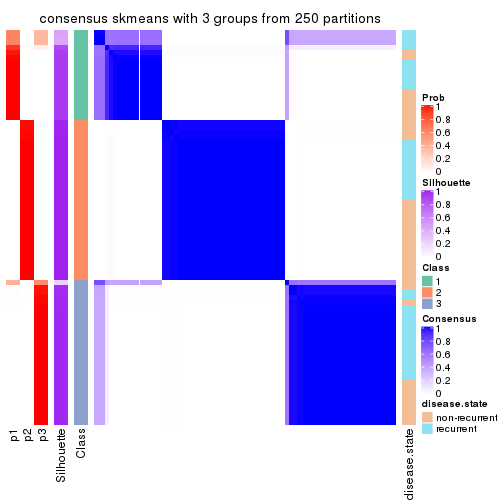 consensus skmeans with 3 groups from 250 partitions
Prob
1
0.8
0.6
0.4
0.2
0
Silhouette
1
0.8
0.6
0.4
0.2
0
Class
1
2
3
Consensus
1
0.8
0.6
0.4
0.2
0
disease.state
non-recurrent
recurrent
p1
p2
p3
Silhouette
Class
disease.state